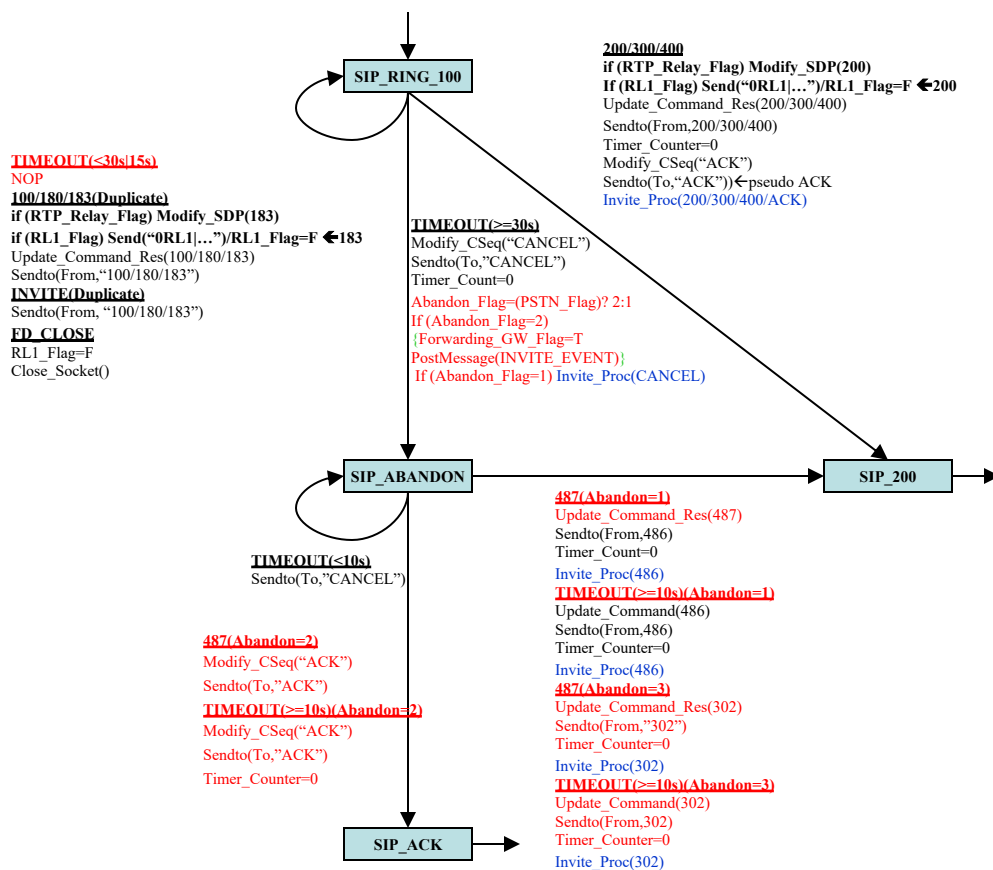 SIP_RING_100
200/300/400
if (RTP_Relay_Flag) Modify_SDP(200)
If (RL1_Flag) Send(“0RL1|…”)/RL1_Flag=F 🡸200
Update_Command_Res(200/300/400)
Sendto(From,200/300/400)
Timer_Counter=0
Modify_CSeq(“ACK”)
Sendto(To,“ACK”))←pseudo ACK
Invite_Proc(200/300/400/ACK)
TIMEOUT(<30s|15s)
NOP
100/180/183(Duplicate)
if (RTP_Relay_Flag) Modify_SDP(183)
if (RL1_Flag) Send(“0RL1|…”)/RL1_Flag=F 🡸183
Update_Command_Res(100/180/183)
Sendto(From,“100/180/183”)
INVITE(Duplicate)
Sendto(From, “100/180/183”)
FD_CLOSE
RL1_Flag=F
Close_Socket()
TIMEOUT(>=30s)
Modify_CSeq(“CANCEL”)
Sendto(To,”CANCEL”)
Timer_Count=0
Abandon_Flag=(PSTN_Flag)? 2:1
If (Abandon_Flag=2)
{Forwarding_GW_Flag=T
PostMessage(INVITE_EVENT)}
If (Abandon_Flag=1) Invite_Proc(CANCEL)
SIP_ABANDON
SIP_200
TIMEOUT(<10s)
Sendto(To,”CANCEL”)
487(Abandon=2)
Modify_CSeq(“ACK”)
Sendto(To,”ACK”)
TIMEOUT(>=10s)(Abandon=2)
Modify_CSeq(“ACK”)
Sendto(To,”ACK”)
Timer_Counter=0
487(Abandon=1)
Update_Command_Res(487)
Sendto(From,486)
Timer_Count=0
Invite_Proc(486)
TIMEOUT(>=10s)(Abandon=1)
Update_Command(486)
Sendto(From,486)
Timer_Counter=0
Invite_Proc(486)
487(Abandon=3)
Update_Command_Res(302)
Sendto(From,”302”)
Timer_Counter=0
Invite_Proc(302)
TIMEOUT(>=10s)(Abandon=3)
Update_Command(302)
Sendto(From,302)
Timer_Counter=0
Invite_Proc(302)
SIP_ACK